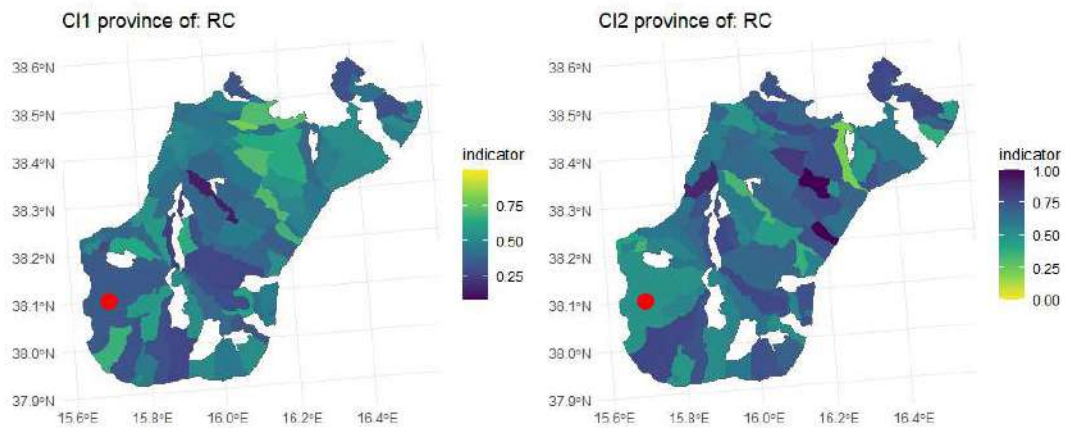 CI1 province of: RC
38.6°N
38.5°N
38.4°N
38.3°N
38.2°N
38.1°N
38.0°N
37.9°N
15.6°E 15.8°E 16.0°E 16.2°E 16.4°E
indicator
0.75
0.50
0.25
CI2 province of: RC
38.6°N
38.5°N
38.4°N
38.3°N
38.2°N
38.1°N
38.0°N
37.9°N
15.6°E 15.8°E 16.0°E 16.2°E 16.4°E
indicator
1.00
0.75
0.50
0.25
0.00